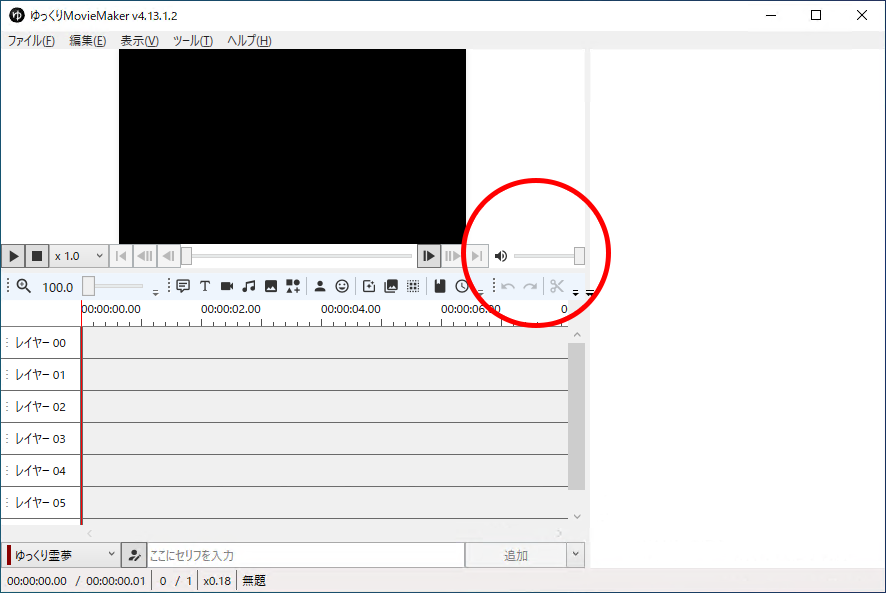 ゆっくりMovieMaker v4.13.1.2
ファイル(F) 編集(E) 表示(V) ツール(T) ヘルプ(H)
x 1.0
100.0
00:00:00.00 00:00:02.00 00:00:04.00 00:00:06.00 0
レイヤー 00
レイヤー 01
レイヤー 02
レイヤー 03
レイヤー 04
レイヤー 05
ゆっくり霊夢 ここにセリフを入力 追加
00:00:00.00 / 00:00:00.01 0 / 1 x0.18 無題